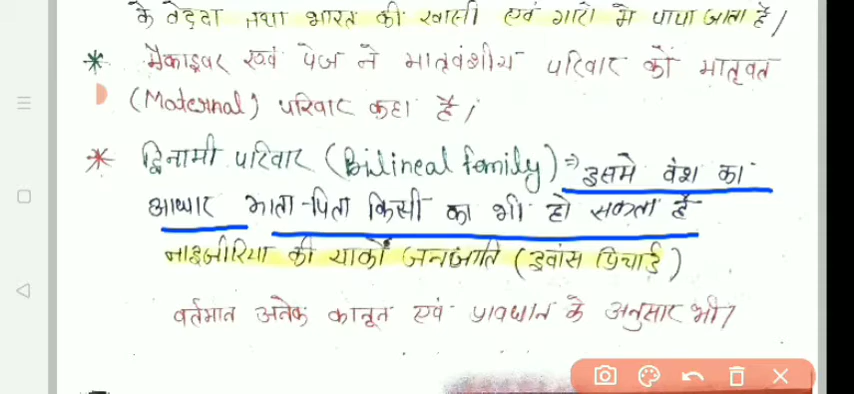 के वेद्दा तथा भारत की खासी एवं गारो मे पाया जाता है/
* मैकाइवर एवं पेज ने मातृवंशीय परिवार को मातृवत
(Maternal) परिवार कहा है/
* द्विनामी परिवार (Bilineal family) ⇒ इसमे वंश का
आधार माता-पिता किसी का भी हो सकता है
नाइजीरिया की याको जनजाति (इवांस प्रिचार्ड)
वर्तमान अनेक कानून एवं प्रावधान के अनुसार भी/